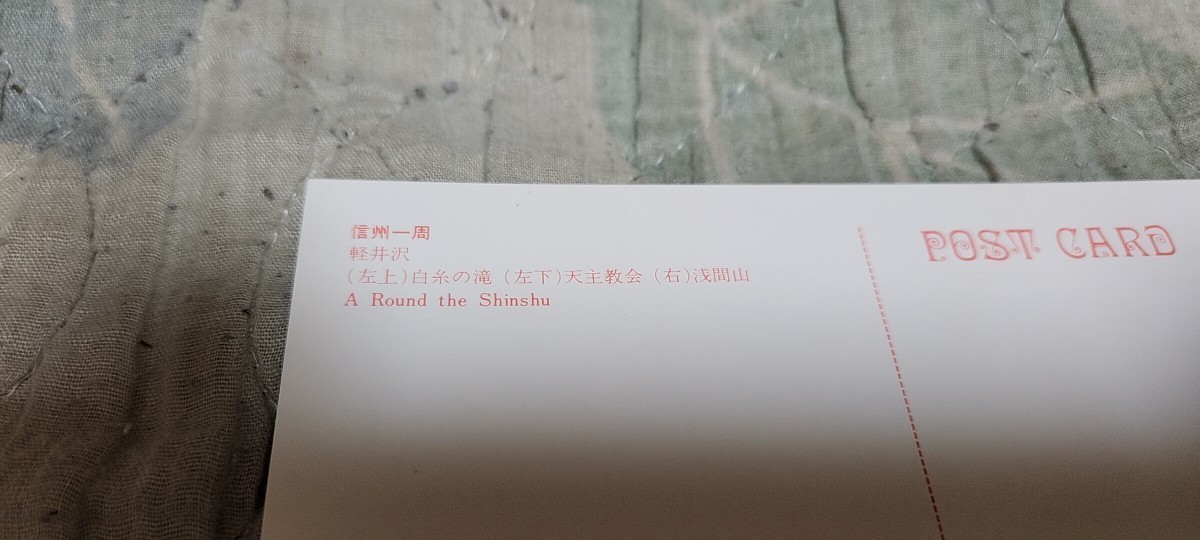 信州一周
軽井沢
(左上)白糸の滝 (左下)天主教会 (右)浅間山
A Round the Shinshu
POST CARD